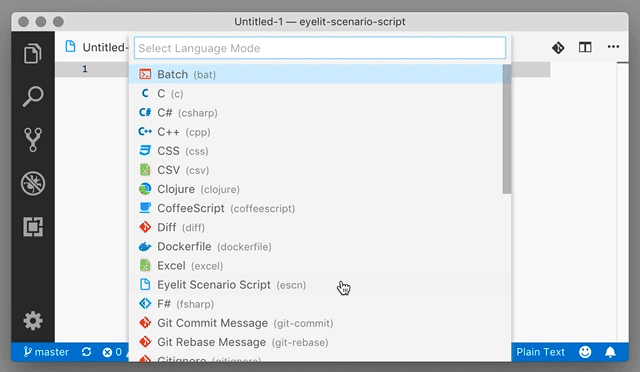 Untitled-1 — eyelit-scenario-script
Untitled-
Select Language Mode
1
Batch (bat)
C (c)
C# (csharp)
C++ (cpp)
CSS (css)
CSV (csv)
Clojure (clojure)
CoffeeScript (coffeescript)
Diff (diff)
Dockerfile (dockerfile)
Excel (excel)
Eyelit Scenario Script (escn)
F# (fsharp)
Git Commit Message (git-commit)
Git Rebase Message (git-rebase)
Gitignore (gitignore)
master 0 Plain Text